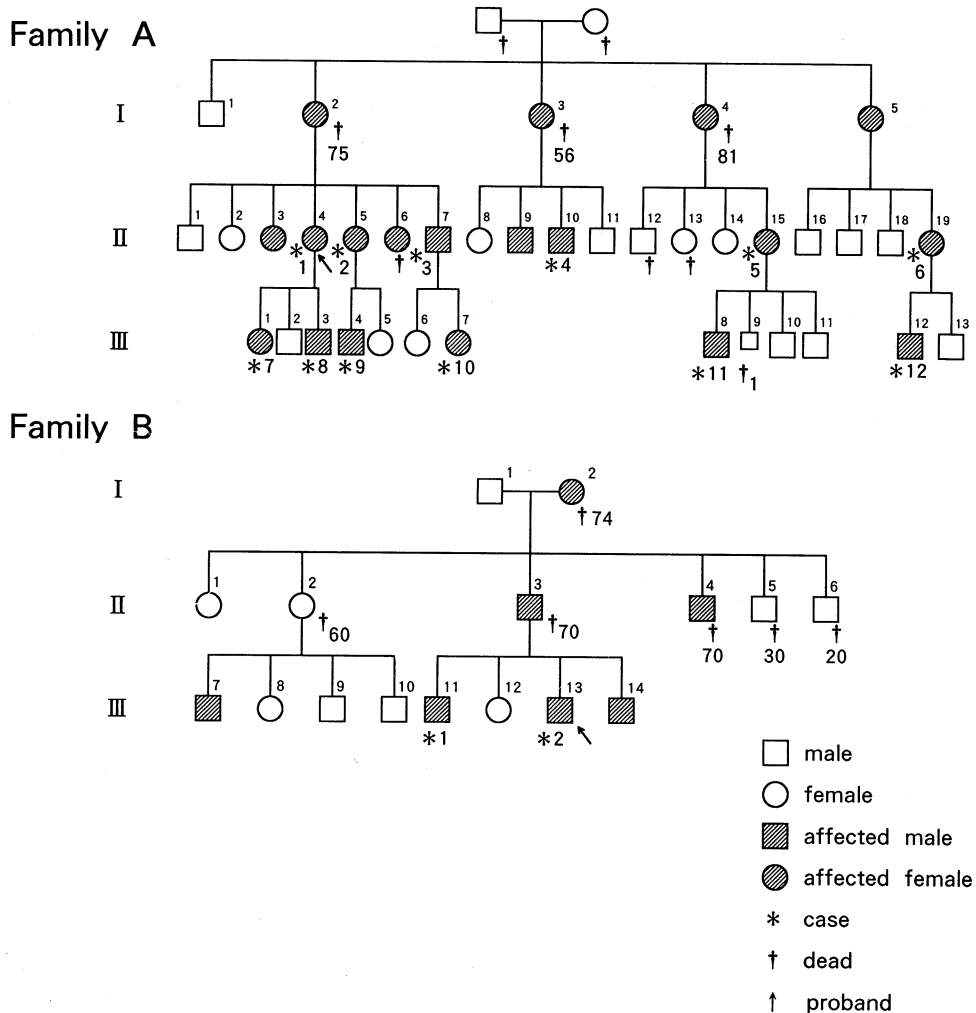 Family A
† †
I 1 2 3 4 5
† † †
75 56 81
II 1 2 3 4 5 6 7 8 9 10 11 12 13 14 15 16 17 18 19
*1 *2 † *3 *4 † † *5 *6
III 1 2 3 4 5 6 7 8 9 10 11 12 13
*7 *8 *9 *10 *11 †1 *12
Family B
I 1 2
†74
II 1 2 3 4 5 6
†60 †70 † † †
70 30 20
III 7 8 9 10 11 12 13 14
*1 *2
male
female
affected male
affected female
* case
† dead
↑ proband